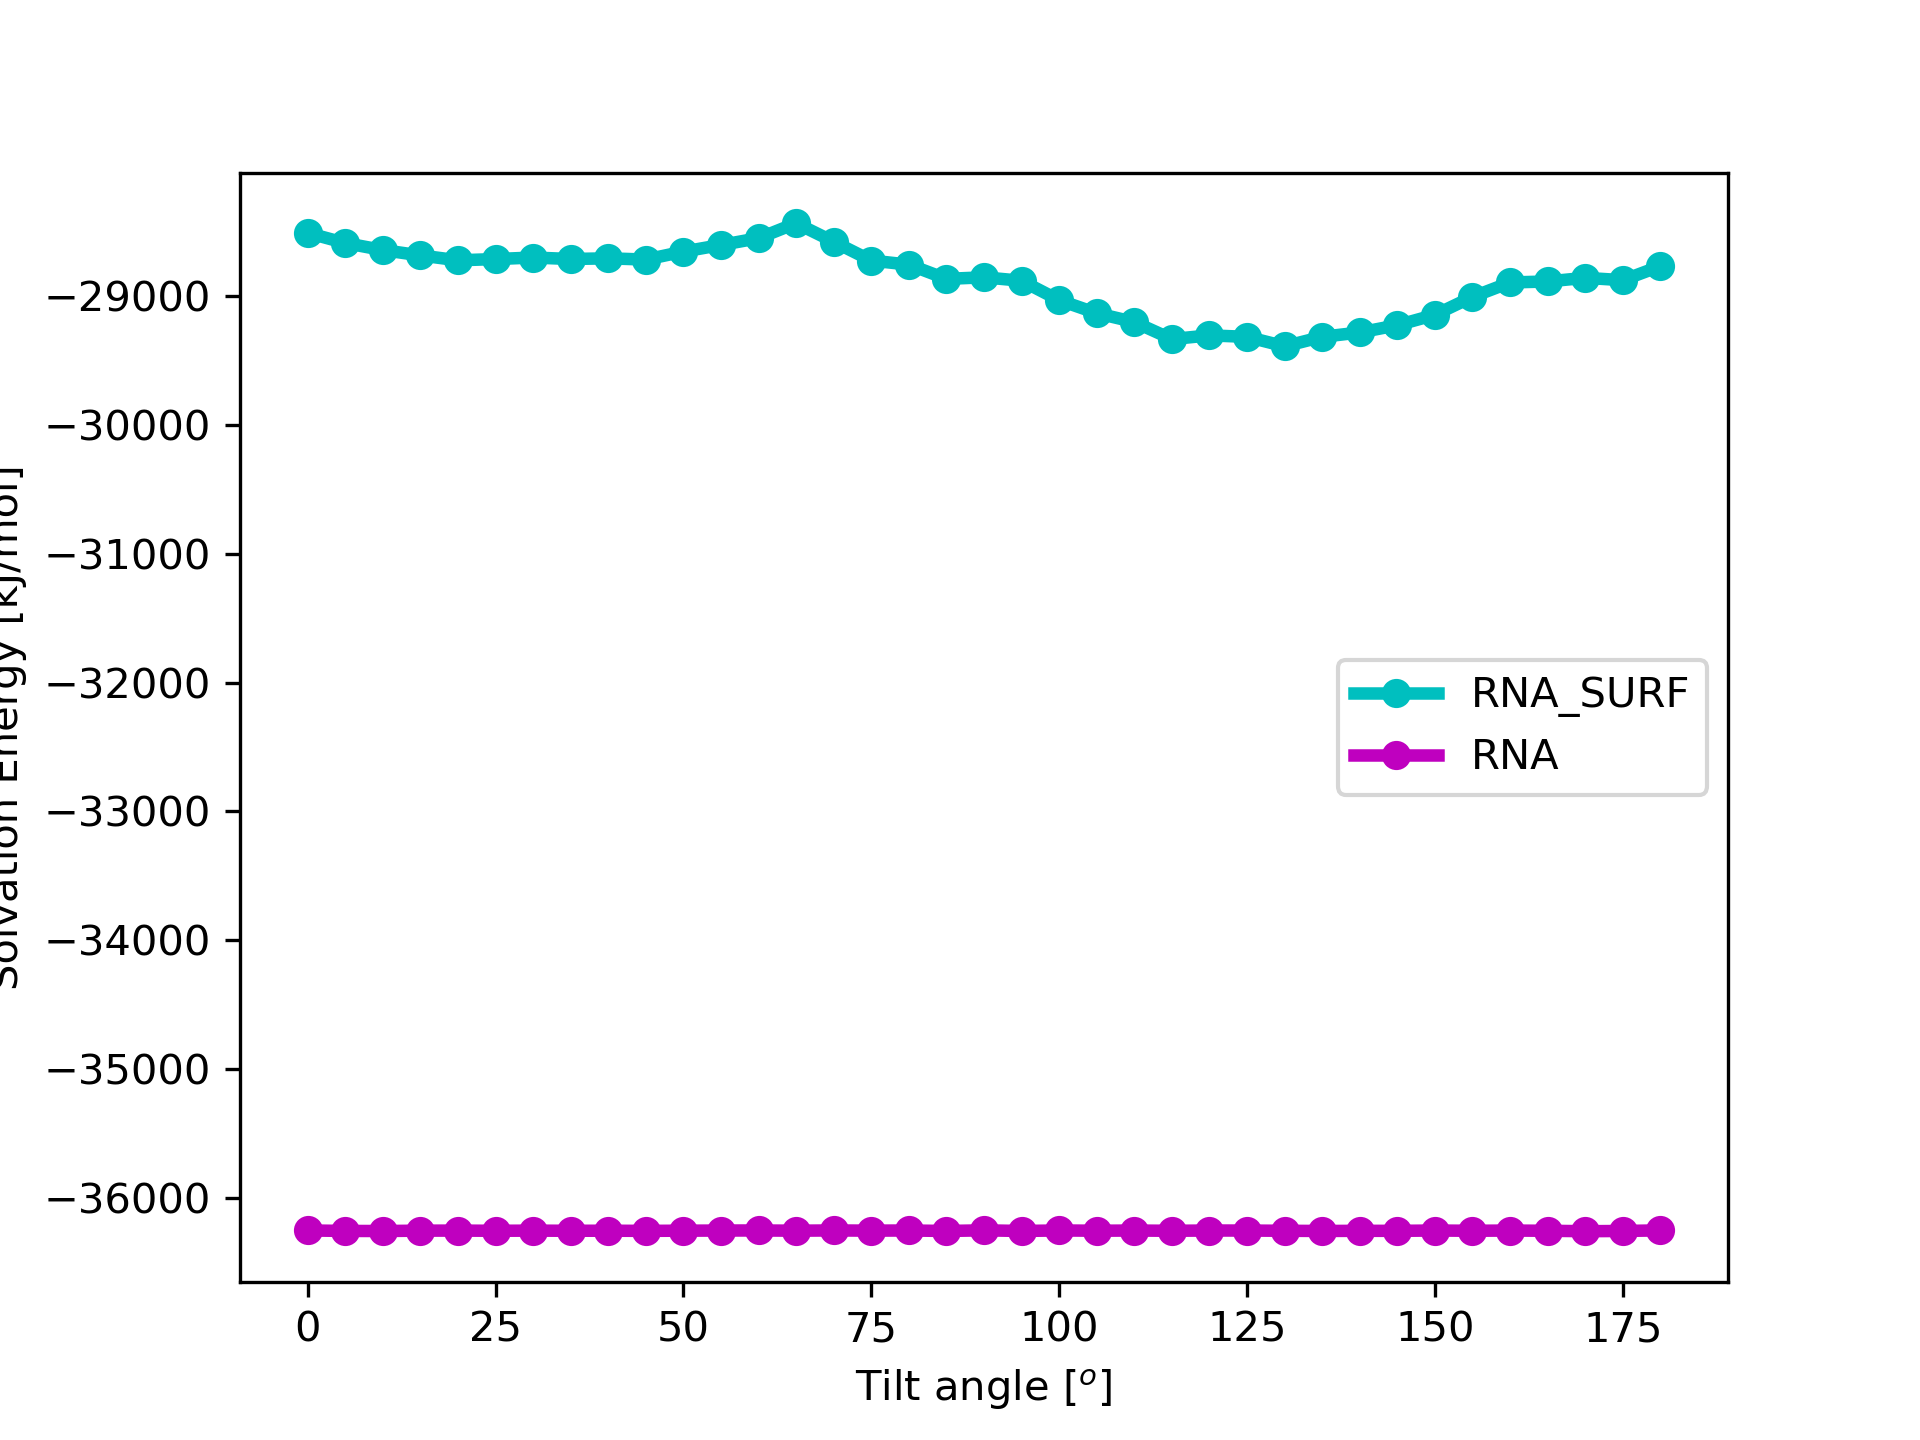 −29000
−30000
−31000
−32000
−33000
−34000
−35000
−36000
Solvation Energy [kJ/mol]
RNA_SURF
RNA
0 25 50 75 100 125 150 175
Tilt angle [°]